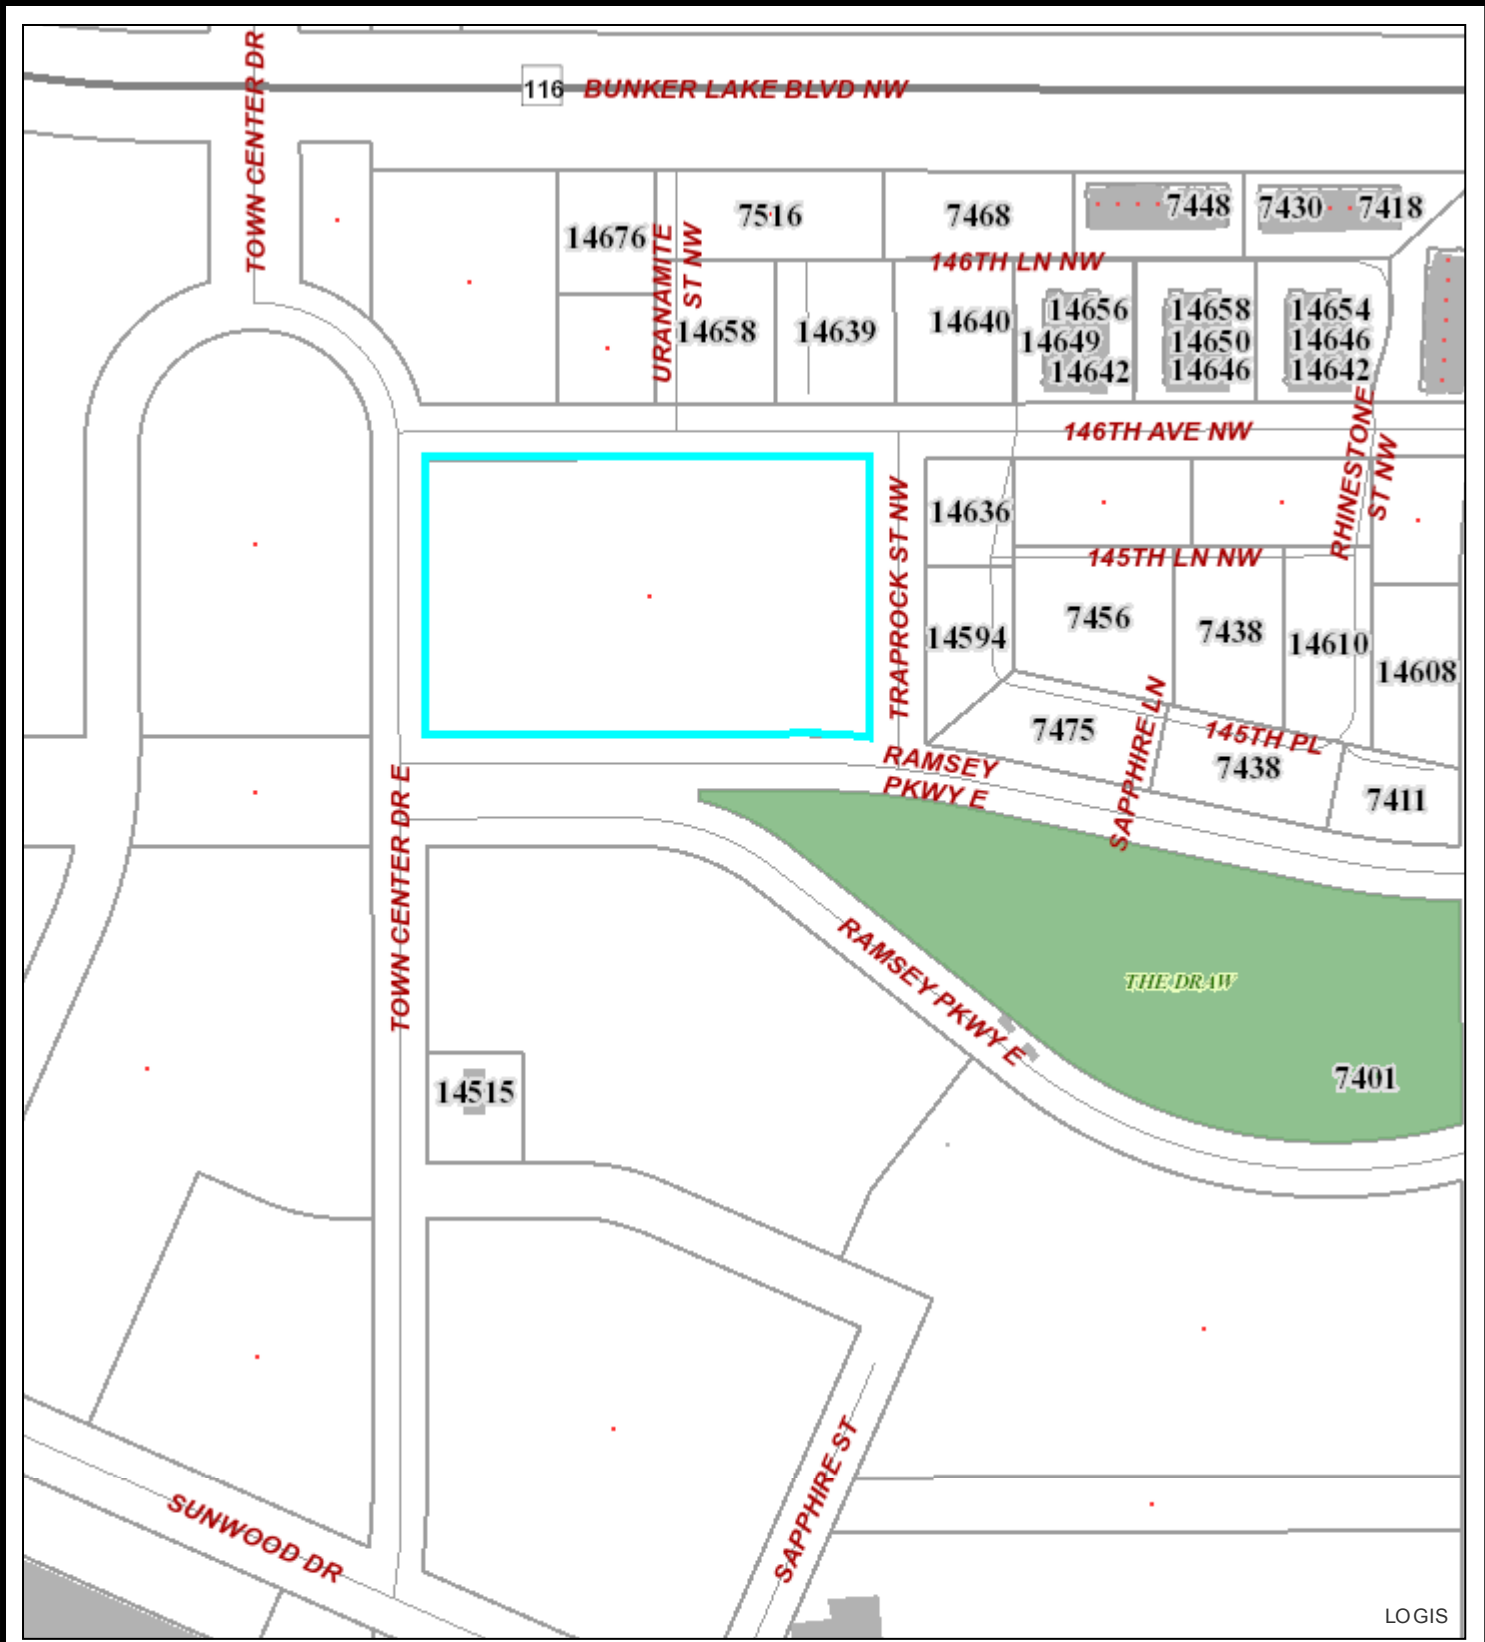 TOWN CENTER DR
116
BUNKER LAKE BLVD NW
14676
URANAMITE
ST NW
7516
7468
7448
7430
7418
146TH LN NW
14658
14639
14640
14656
14649
14642
14658
14650
14646
14654
14646
14642
146TH AVE NW
RHINESTONE
ST NW
TRAPROCK ST NW
14636
145TH LN NW
14594
7456
7438
14610
14608
7475
SAPPHIRE LN
145TH PL
7438
7411
RAMSEY
PKWY E
TOWN CENTER DR E
RAMSEY PKWY E
THE DRAW
7401
14515
SAPPHIRE ST
SUNWOOD DR
LOGIS